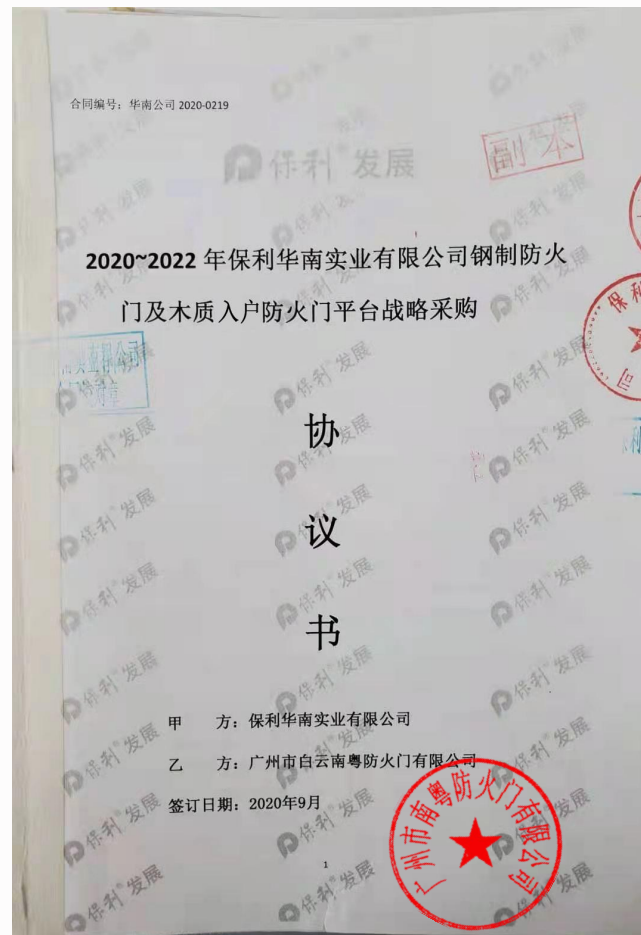 合同编号：华南公司 2020-0219
副本
保利发展
2020~2022 年保利华南实业有限公司钢制防火
门及木质入户防火门平台战略采购
协
议
书
甲 方：保利华南实业有限公司
乙 方：广州市白云南粤防火门有限公司
签订日期：2020年9月
广州市南粤防火门有限公司
1